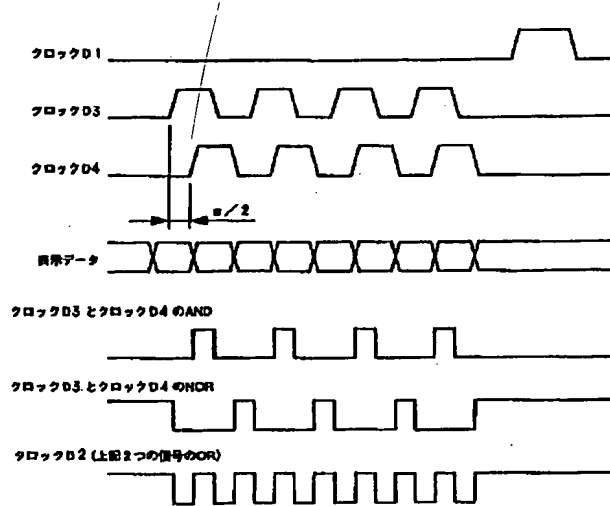 クロックD1
クロックD3
クロックD4
π/2
表示データ
クロックD3 とクロックD4 のAND
クロックD3. とクロックD4 のNOR
クロックD2 (上記2つの信号のOR)